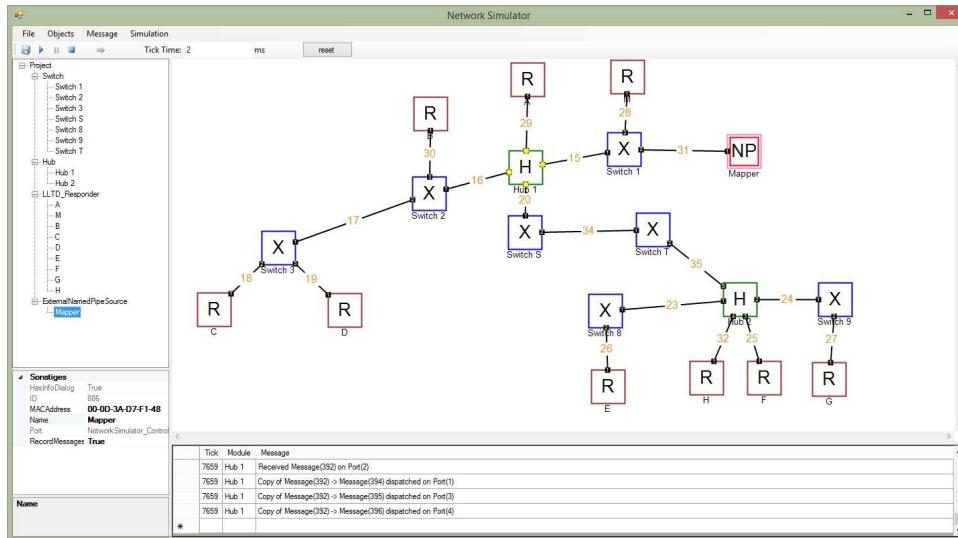 Network Simulator
File Objects Message Simulation
Tick Time: 2 ms reset
Project
Switch
Switch 1
Switch 2
Switch 3
Switch S
Switch 8
Switch 9
Switch T
Hub
Hub 1
Hub 2
LLTD_Responder
A
M
B
C
D
E
F
G
H
ExternalNamedPipeSource
Mapper
Sonstiges
HasInfoDialog True
ID 886
MACAddress 00-0D-3A-D7-F1-48
Name Mapper
Port NetworkSimulator_Control
RecordMessages True
Name
R
A
R
M
R
B
29
28
30
H
Hub 1
15
X
Switch 1
31
NP
Mapper
16
X
Switch 2
20
17
X
Switch S
34
X
Switch T
X
Switch 3
35
18
19
R
C
R
D
X
Switch 8
23
H
Hub 2
24
X
Switch 9
26
32
25
27
R
E
R
H
R
F
R
G
Tick Module Message
7659 Hub 1 Received Message(392) on Port(2)
7659 Hub 1 Copy of Message(392) -> Message(394) dispatched on Port(1)
7659 Hub 1 Copy of Message(392) -> Message(395) dispatched on Port(3)
7659 Hub 1 Copy of Message(392) -> Message(396) dispatched on Port(4)